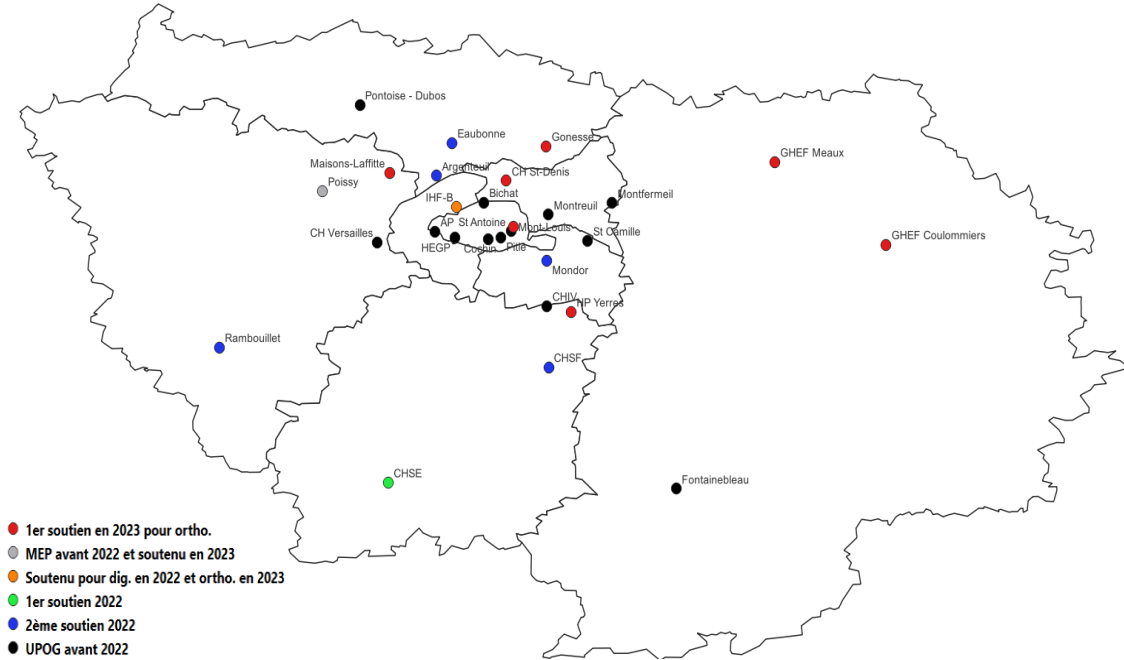 Pontoise - Dubos
Eaubonne
Gonesse
GHEF Meaux
Maisons-Laffitte
Argenteuil
CH St-Denis
Poissy
IHF-B
Bichat
Montfermeil
Montreuil
AP
St Antoine
Mont-Louis
St Camille
CH Versailles
HEGP
Cochin
Pitié
GHEF Coulommiers
Mondor
CHIV
HP Yerres
Rambouillet
CHSF
CHSE
Fontainebleau
1er soutien en 2023 pour ortho.
MEP avant 2022 et soutenu en 2023
Soutenu pour dig. en 2022 et ortho. en 2023
1er soutien 2022
2ème soutien 2022
UPOG avant 2022